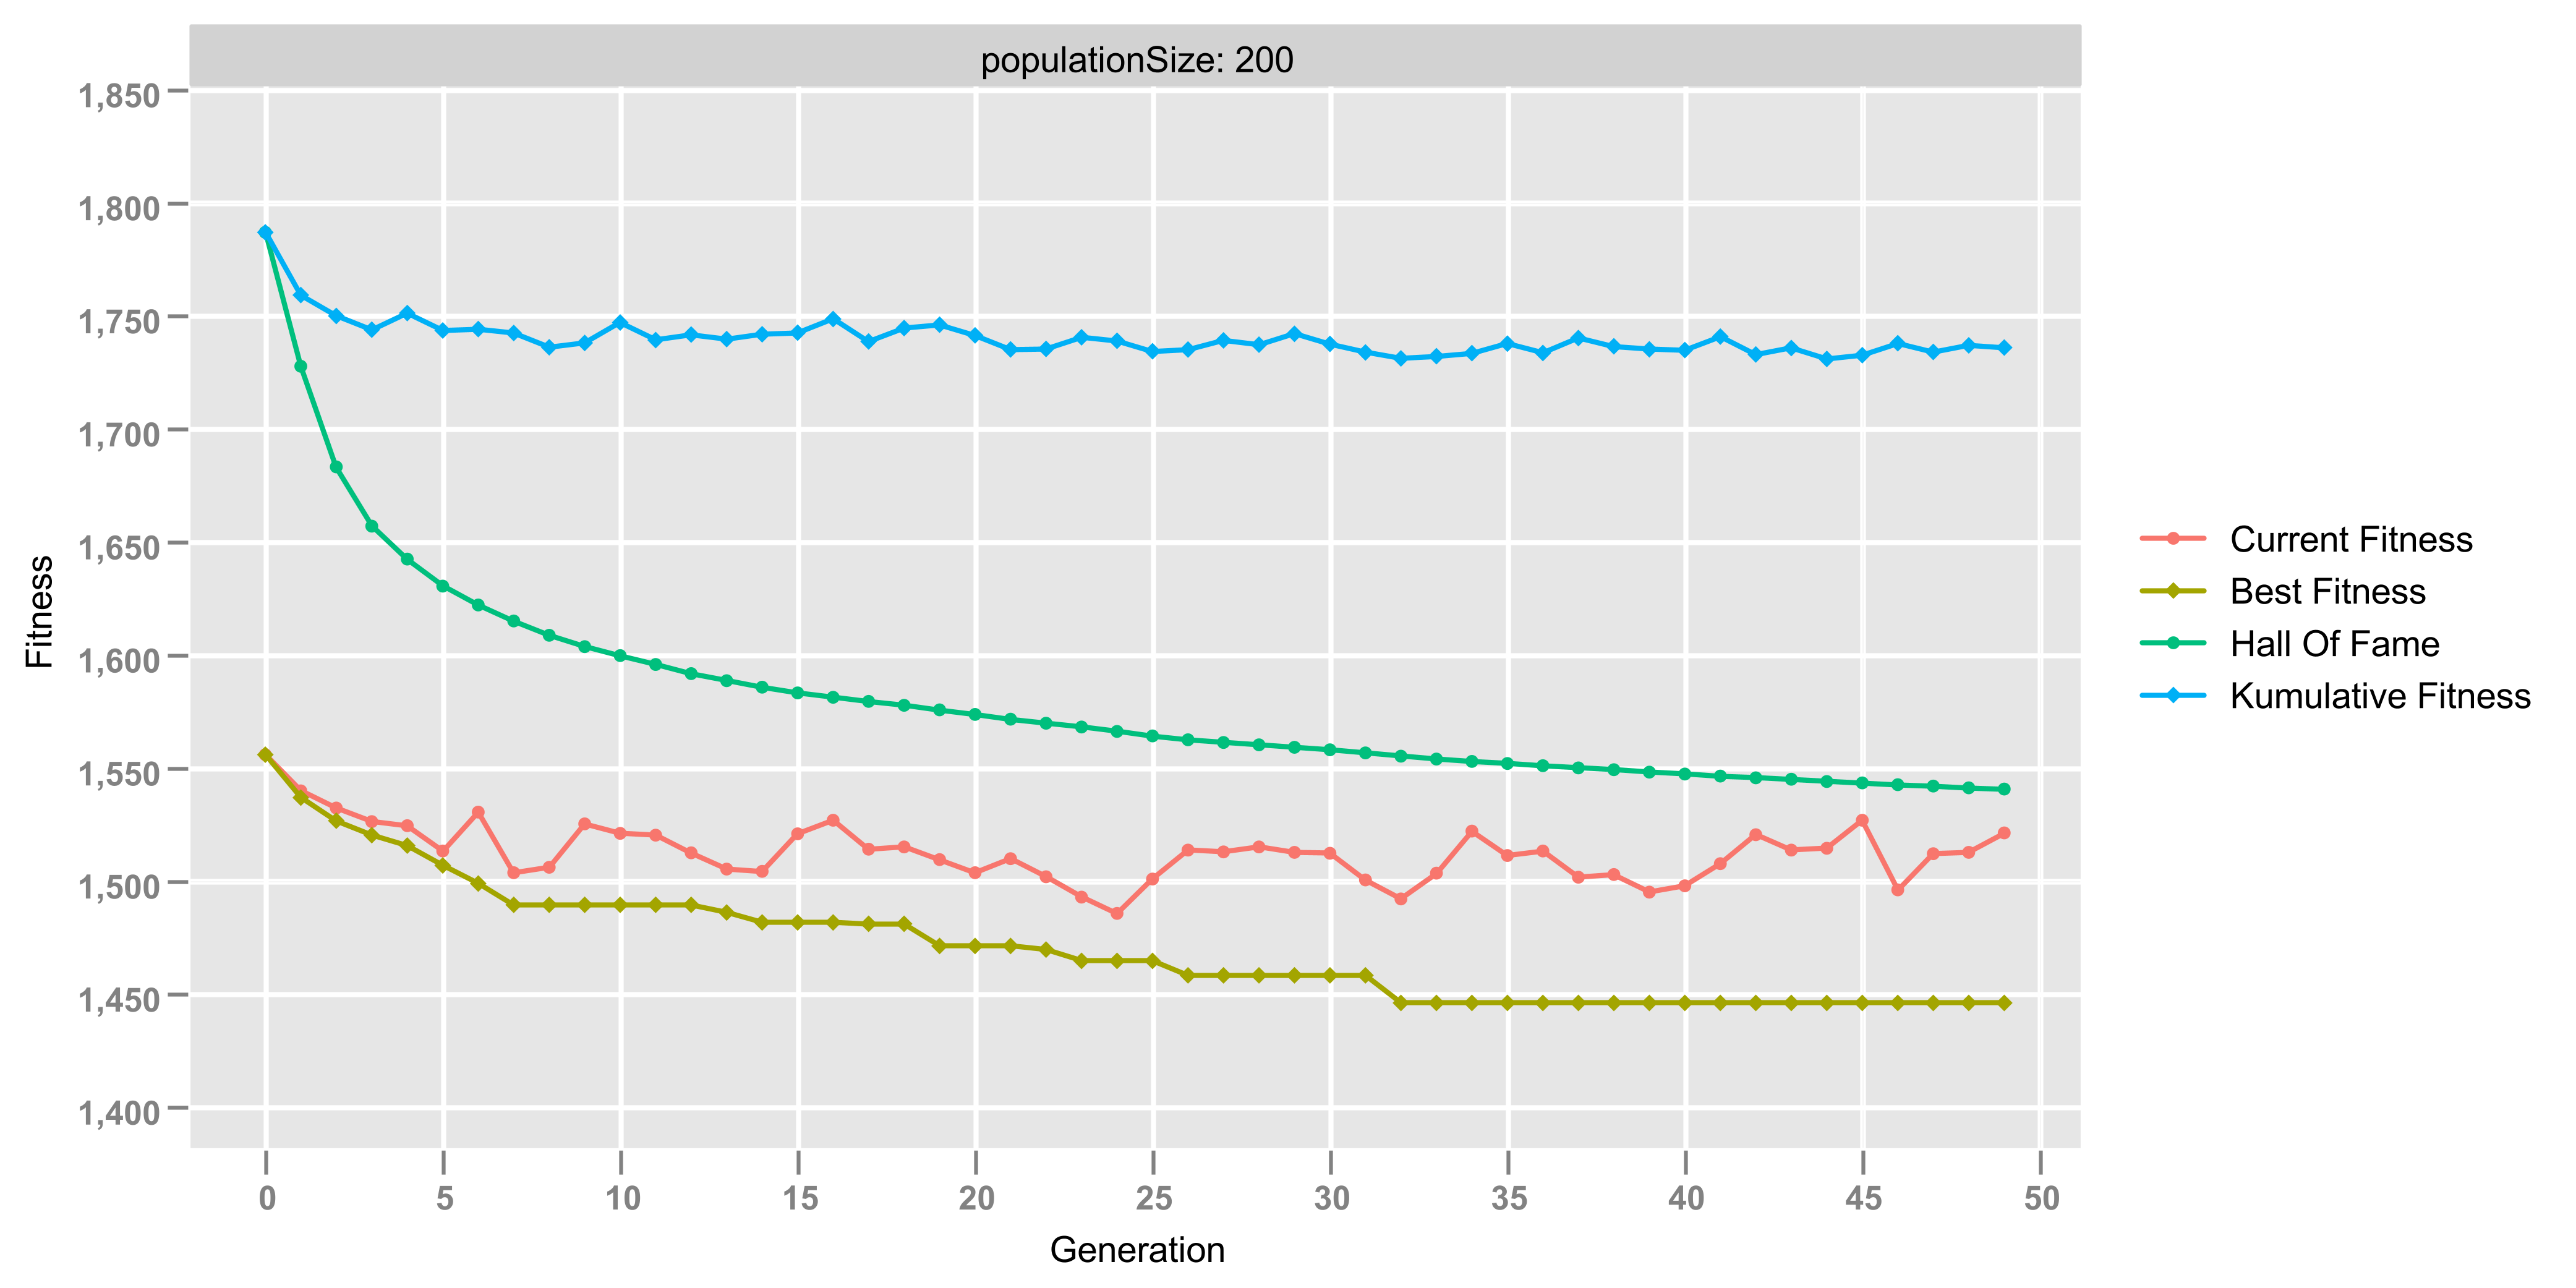 populationSize: 200
1,850
1,800
1,750
1,700
1,650
1,600
1,550
1,500
1,450
1,400
Fitness
0 5 10 15 20 25 30 35 40 45 50
Generation
Current Fitness
Best Fitness
Hall Of Fame
Kumulative Fitness